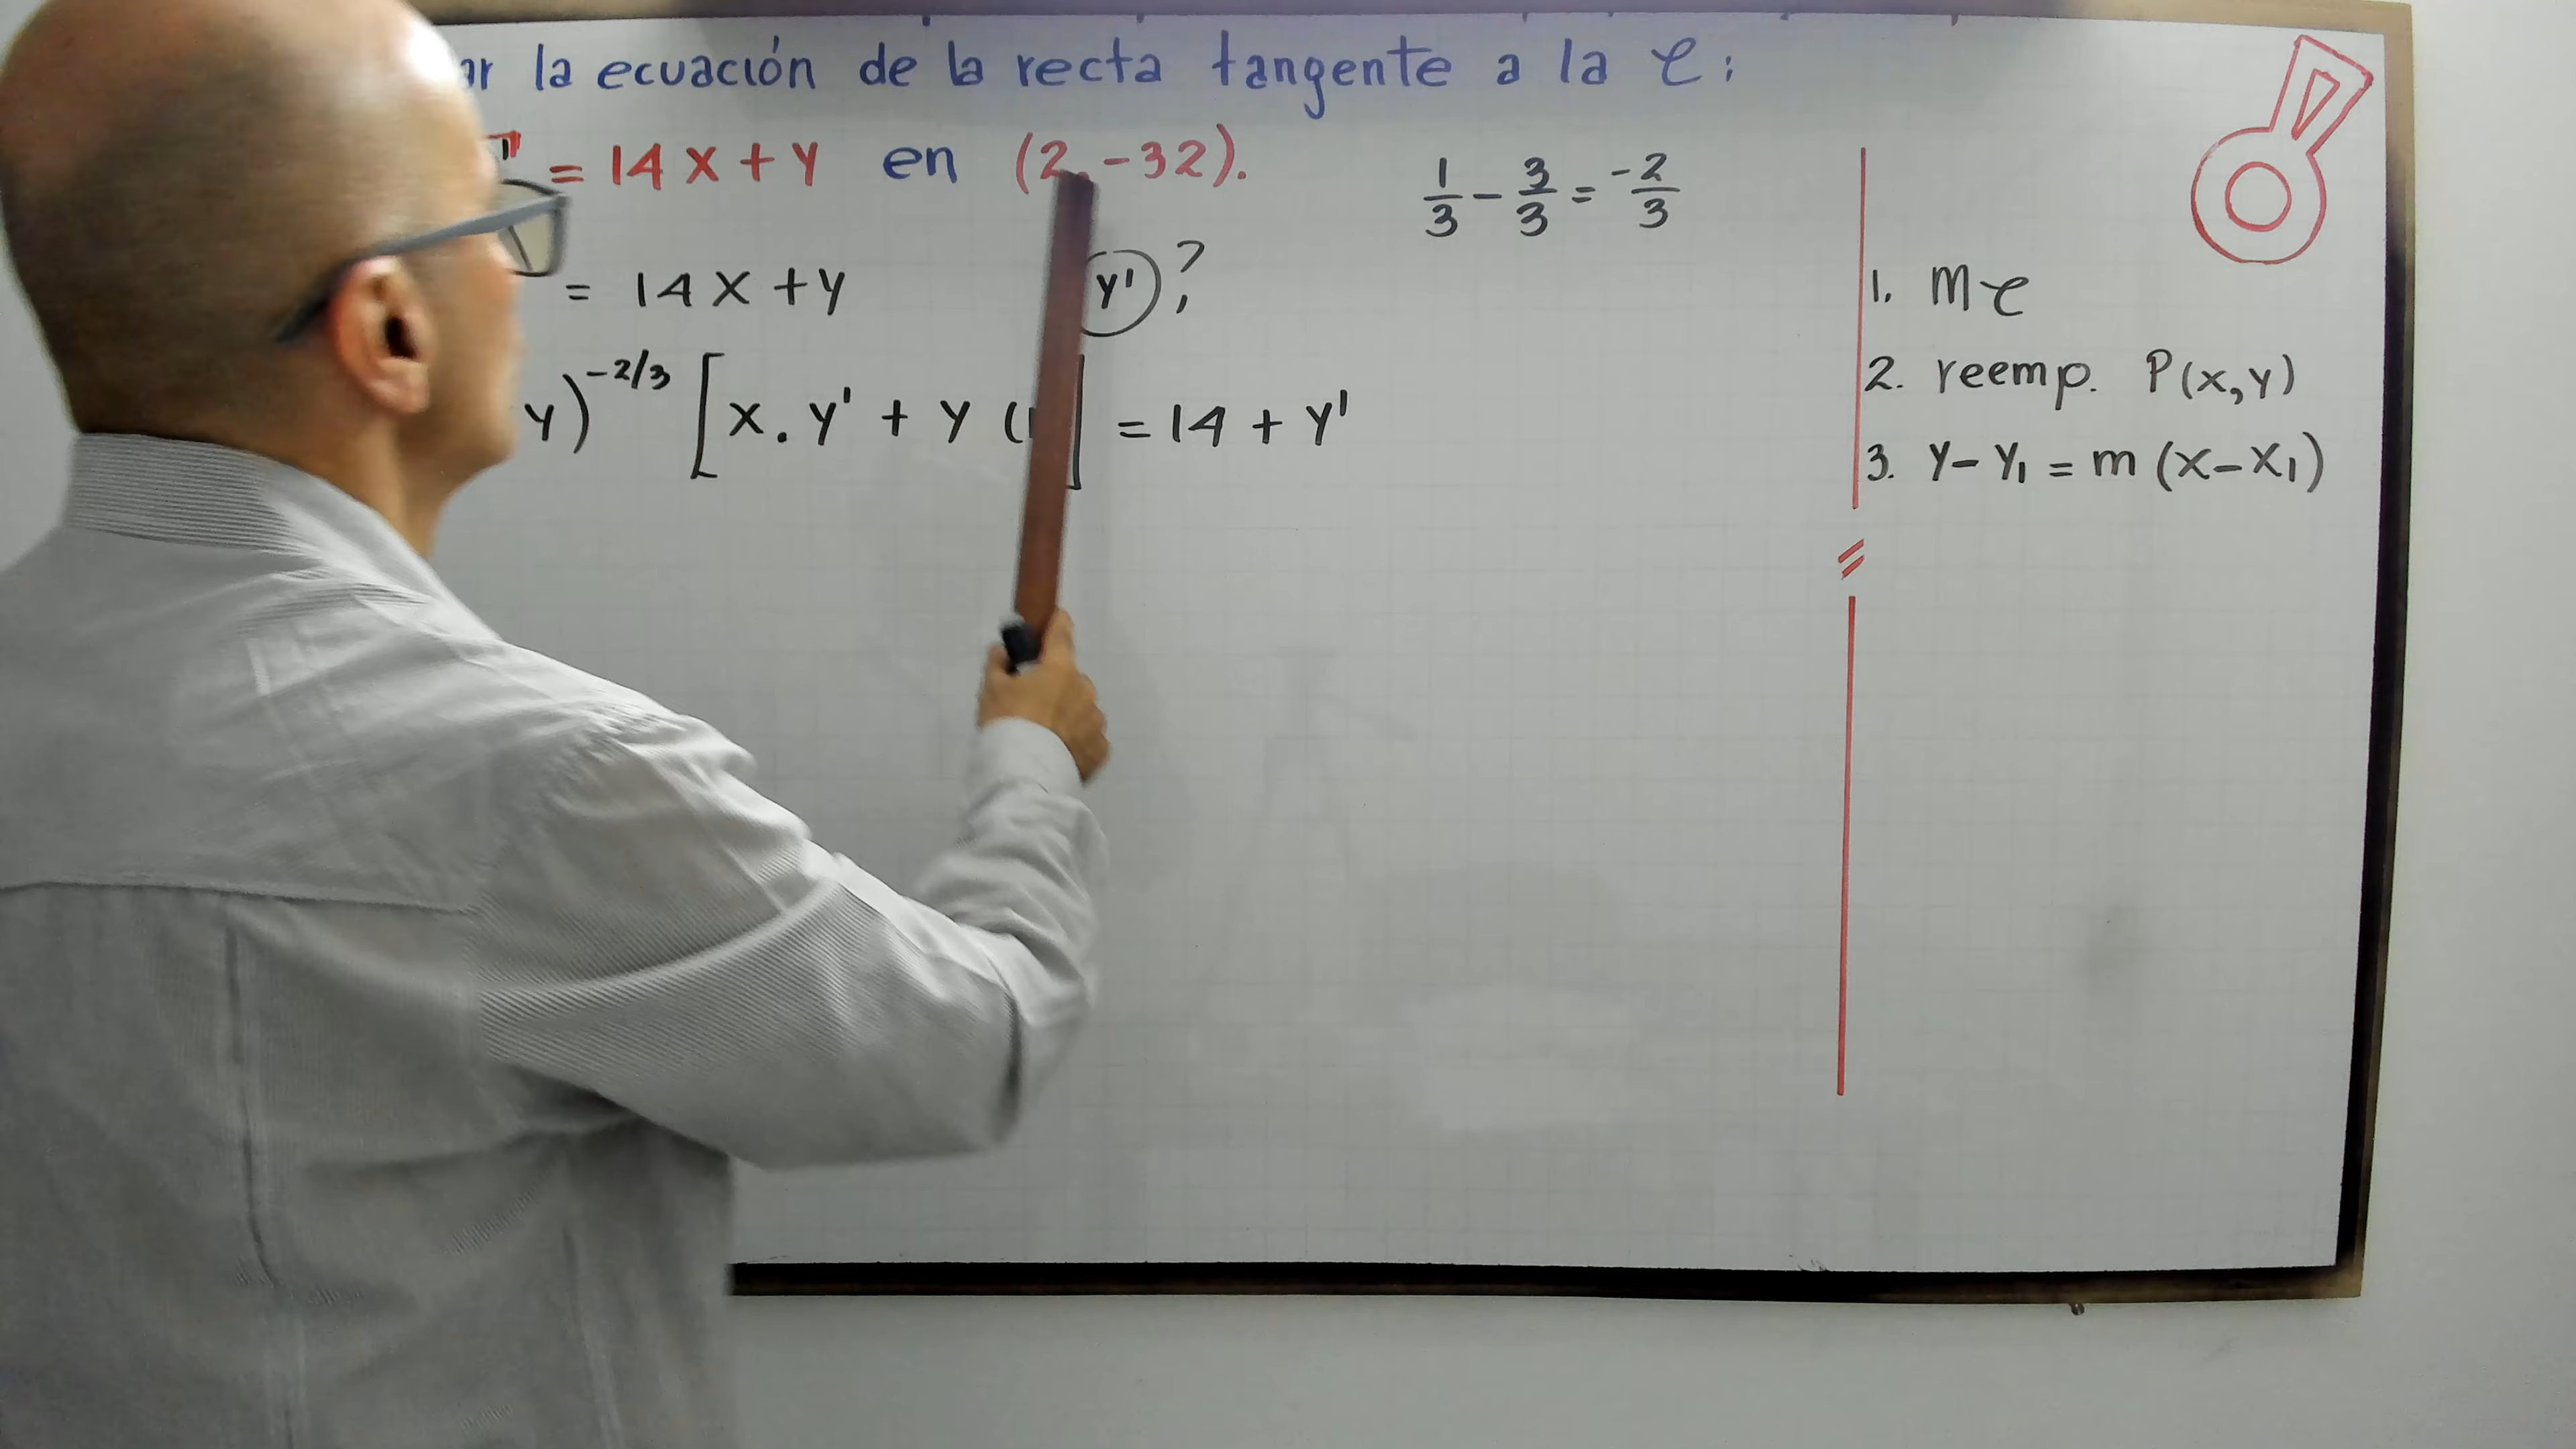 ar la ecuación de la recta tangente a la C:
= 14x + y en (2,-32).
1/3 - 3/3 = -2/3
= 14x + y
y' ?
y)^-2/3 [x . y' + y (1 ] = 14 + y'
1. m C
2. reemp. P(x,y)
3. y - y₁ = m (x - x₁)